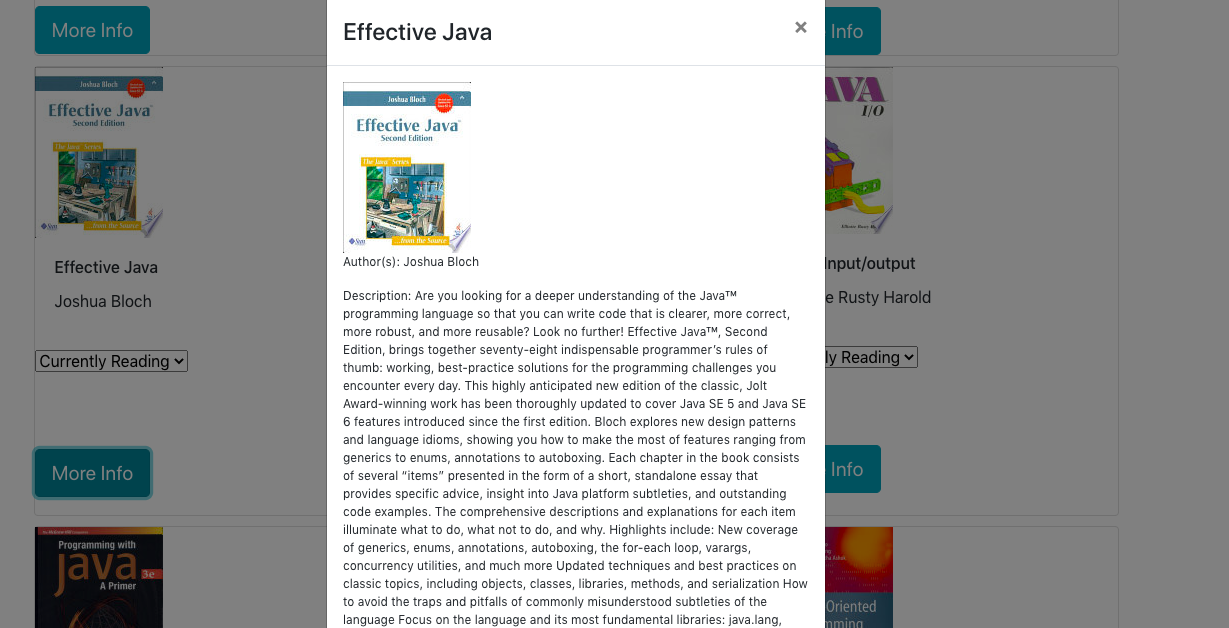 More Info
Effective Java
×
Info
Joshua Bloch
Effective Java™
Second Edition
The Java™ Series
Sun
...from the Source
Joshua Bloch
Effective Java™
Second Edition
The Java™ Series
Sun
...from the Source
AVA
I/O
Author(s): Joshua Bloch
Effective Java
Joshua Bloch
Input/output
e Rusty Harold
Currently Reading
ly Reading
More Info
Info
Description: Are you looking for a deeper understanding of the Java™
programming language so that you can write code that is clearer, more correct,
more robust, and more reusable? Look no further! Effective Java™, Second
Edition, brings together seventy-eight indispensable programmer’s rules of
thumb: working, best-practice solutions for the programming challenges you
encounter every day. This highly anticipated new edition of the classic, Jolt
Award-winning work has been thoroughly updated to cover Java SE 5 and Java SE
6 features introduced since the first edition. Bloch explores new design patterns
and language idioms, showing you how to make the most of features ranging from
generics to enums, annotations to autoboxing. Each chapter in the book consists
of several “items” presented in the form of a short, standalone essay that
provides specific advice, insight into Java platform subtleties, and outstanding
code examples. The comprehensive descriptions and explanations for each item
illuminate what to do, what not to do, and why. Highlights include: New coverage
of generics, enums, annotations, autoboxing, the for-each loop, varargs,
concurrency utilities, and much more Updated techniques and best practices on
classic topics, including objects, classes, libraries, methods, and serialization How
to avoid the traps and pitfalls of commonly misunderstood subtleties of the
language Focus on the language and its most fundamental libraries: java.lang,
Programming with
java
3e
A Primer
Oriented
mming